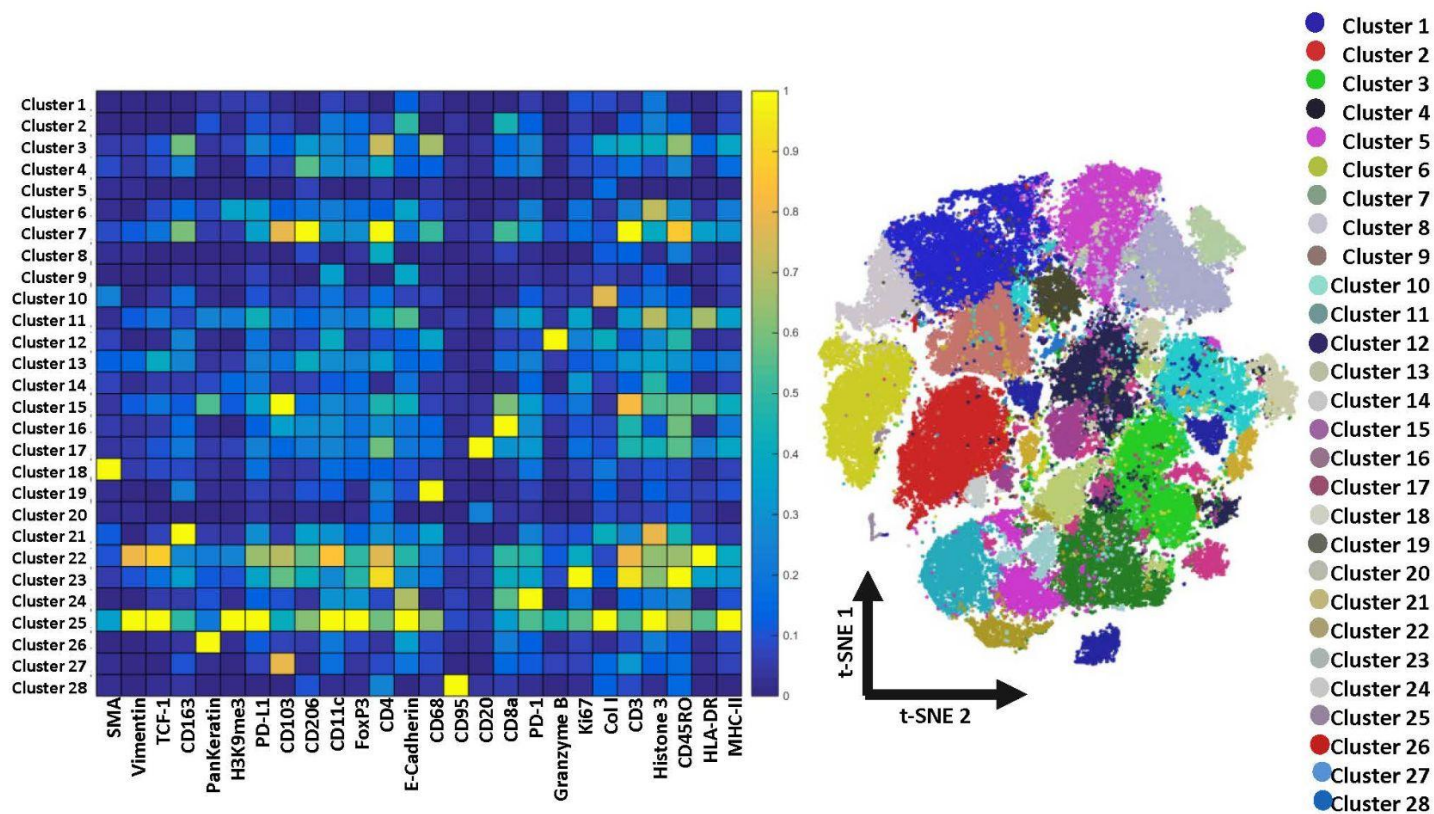 Cluster 1
Cluster 2
Cluster 3
Cluster 4
Cluster 5
Cluster 6
Cluster 7
Cluster 8
Cluster 9
Cluster 10
Cluster 11
Cluster 12
Cluster 13
Cluster 14
Cluster 15
Cluster 16
Cluster 17
Cluster 18
Cluster 19
Cluster 20
Cluster 21
Cluster 22
Cluster 23
Cluster 24
Cluster 25
Cluster 26
Cluster 27
Cluster 28
SMA
Vimentin
TCF-1
CD163
PanKeratin
H3K9me3
PD-L1
CD103
CD206
CD11c
FoxP3
CD4
E-Cadherin
CD68
CD95
CD20
CD8a
PD-1
Granzyme B
Ki67
Col I
CD3
Histone 3
CD45RO
HLA-DR
MHC-II
1
0.9
0.8
0.7
0.6
0.5
0.4
0.3
0.2
0.1
0
t-SNE 1
t-SNE 2
Cluster 1
Cluster 2
Cluster 3
Cluster 4
Cluster 5
Cluster 6
Cluster 7
Cluster 8
Cluster 9
Cluster 10
Cluster 11
Cluster 12
Cluster 13
Cluster 14
Cluster 15
Cluster 16
Cluster 17
Cluster 18
Cluster 19
Cluster 20
Cluster 21
Cluster 22
Cluster 23
Cluster 24
Cluster 25
Cluster 26
Cluster 27
Cluster 28